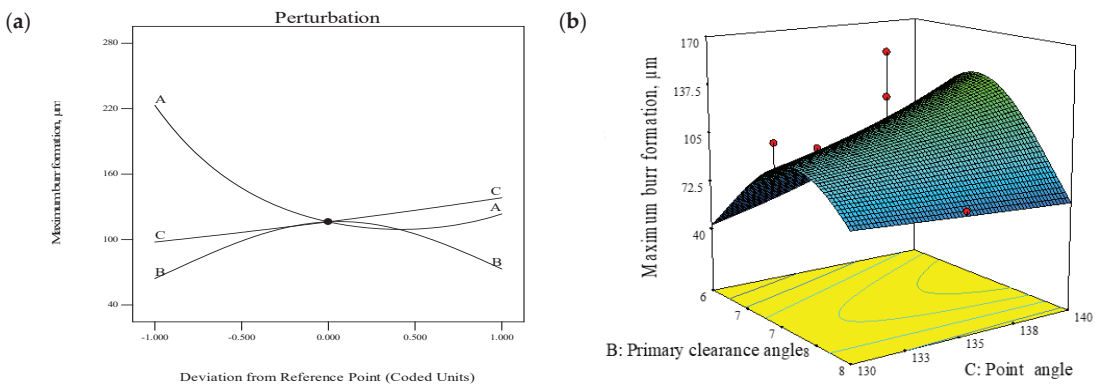 (a)
Perturbation
280
220
160
100
40
Maximum burr formation, µm
A
C
B
C
A
B
-1.000
-0.500
0.000
0.500
1.000
Deviation from Reference Point (Coded Units)
(b)
170
137.5
105
72.5
40
Maximum burr formation, µm
6
7
7
8
8
B: Primary clearance angle
130
133
135
138
140
C: Point angle